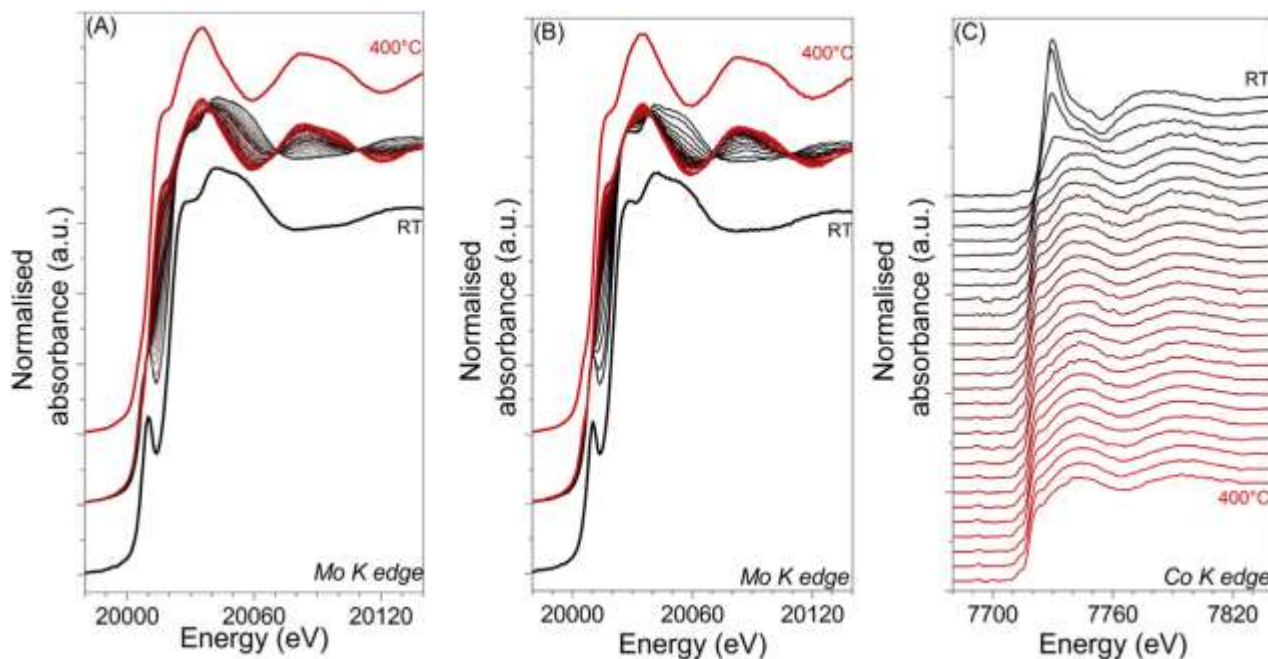 (A)
400°C
RT
Normalised
absorbance (a.u.)
Mo K edge
20000 20060 20120
Energy (eV)
(B)
400°C
RT
Normalised
absorbance (a.u.)
Mo K edge
20000 20060 20120
Energy (eV)
(C)
RT
Normalised
absorbance (a.u.)
400°C
Co K edge
7700 7760 7820
Energy (eV)